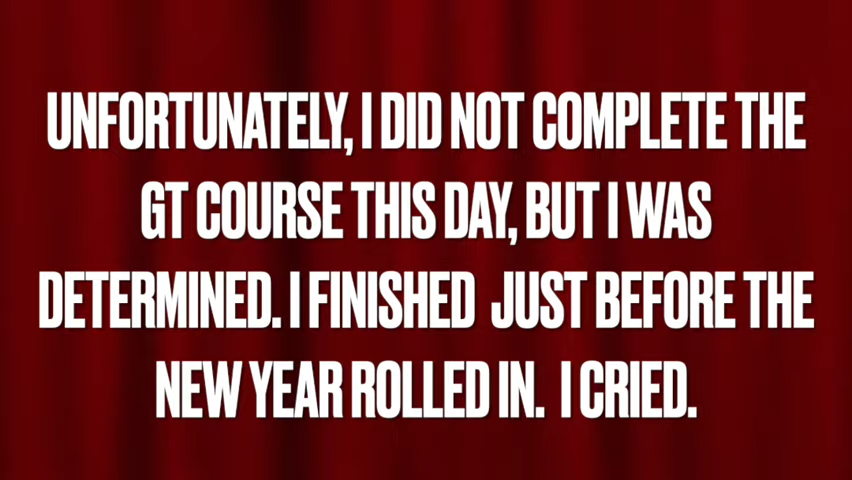 UNFORTUNATELY, I DID NOT COMPLETE THE
GT COURSE THIS DAY, BUT I WAS
DETERMINED. I FINISHED  JUST BEFORE THE
NEW YEAR ROLLED IN.  I CRIED.